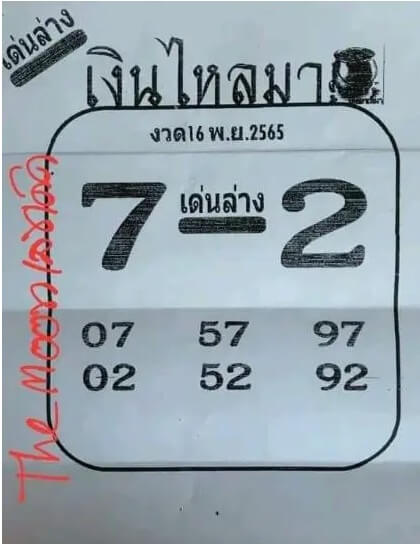 เด่นล่าง
เงินไหลมา
งวด16 พ.ย.2565
7 เด่นล่าง 2
07 57 97
02 52 92
The moon